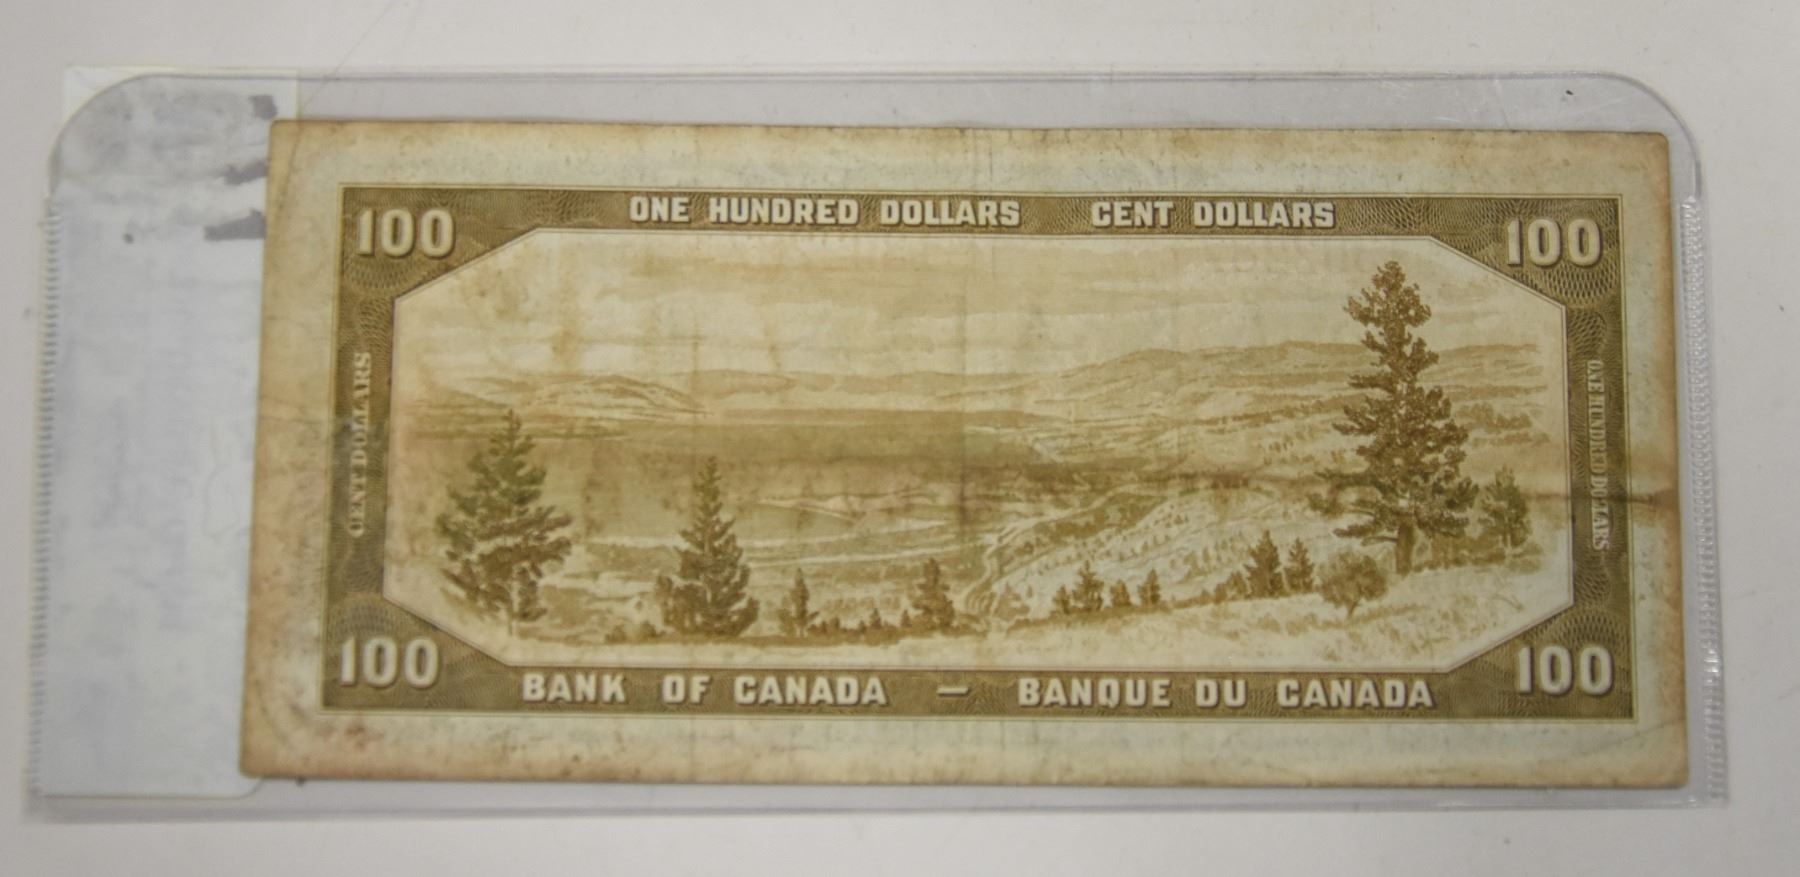 ONE HUNDRED DOLLARS CENT DOLLARS
100
100
CENT DOLLARS
ONE HUNDRED DOLLARS
100
100
BANK OF CANADA — BANQUE DU CANADA